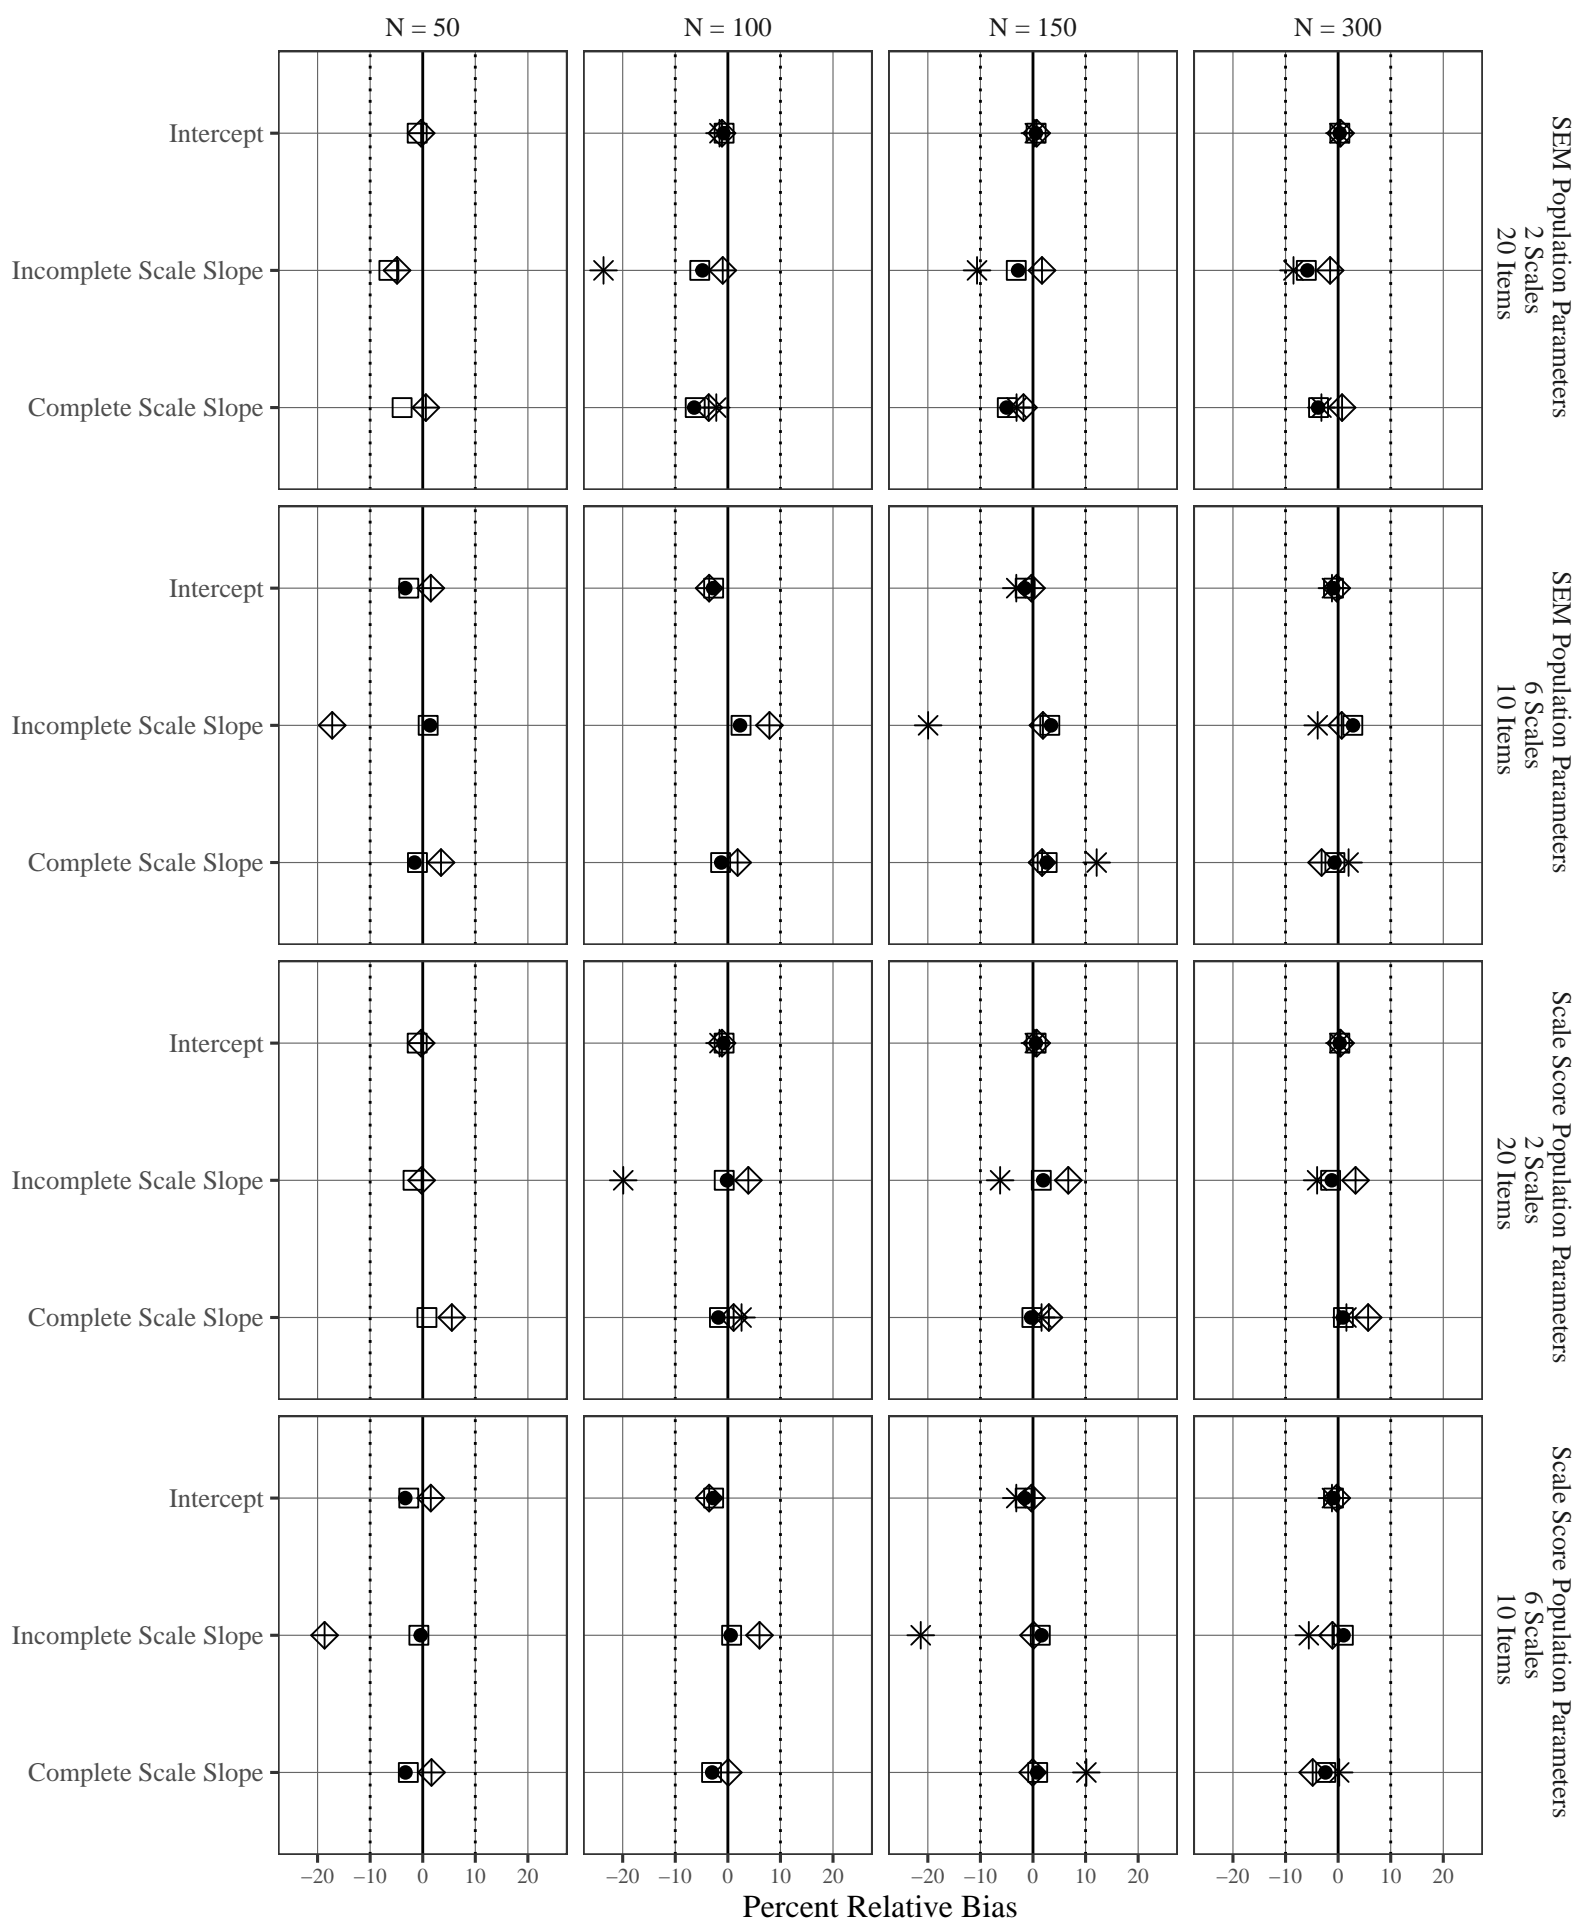 N = 50
N = 100
N = 150
N = 300
Intercept
Incomplete Scale Slope
Complete Scale Slope
SEM Population Parameters
2 Scales
20 Items
Intercept
Incomplete Scale Slope
Complete Scale Slope
SEM Population Parameters
6 Scales
10 Items
Intercept
Incomplete Scale Slope
Complete Scale Slope
Scale Score Population Parameters
2 Scales
20 Items
Intercept
Incomplete Scale Slope
Complete Scale Slope
Scale Score Population Parameters
6 Scales
10 Items
−20 −10 0 10 20
−20 −10 0 10 20
−20 −10 0 10 20
−20 −10 0 10 20
Percent Relative Bias